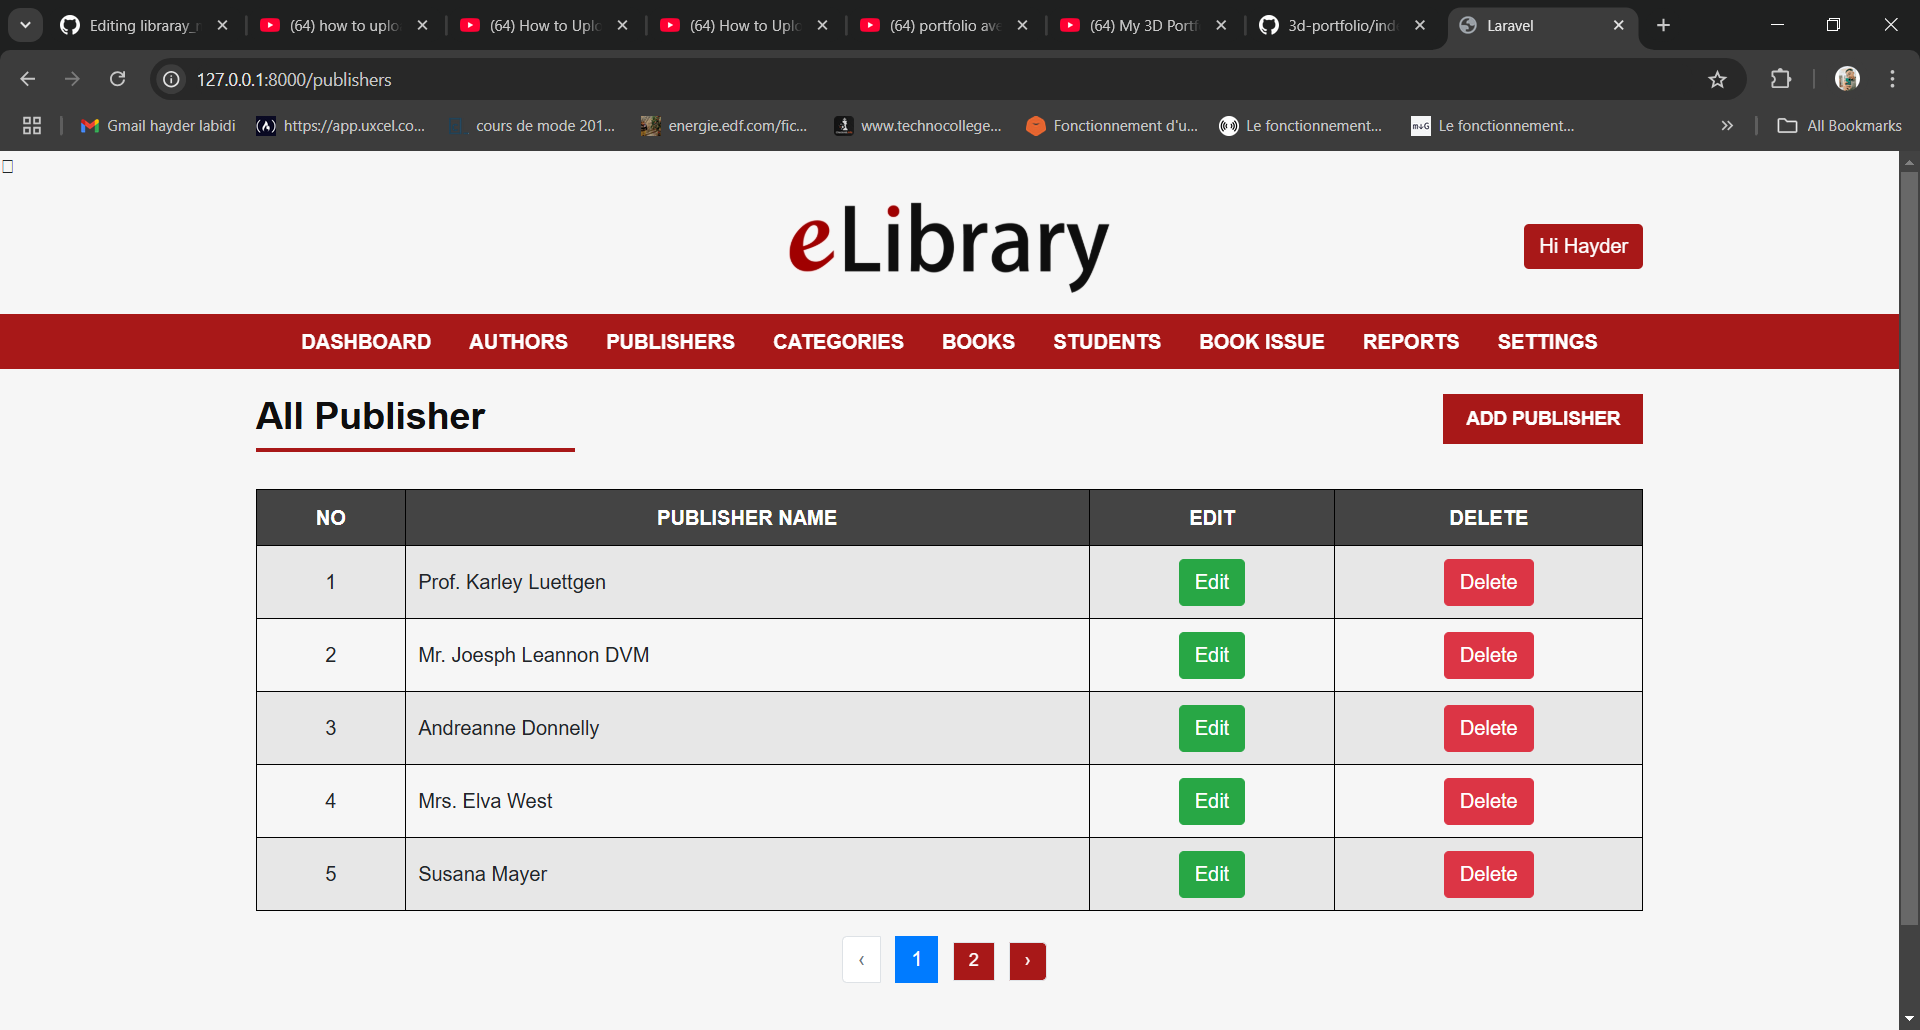 Editing libraray_r
(64) how to uplo
(64) How to Uplo
(64) How to Uplo
(64) portfolio ave
(64) My 3D Portf
3d-portfolio/inde
Laravel
127.0.0.1:8000/publishers
Gmail hayder labidi
https://app.uxcel.co...
cours de mode 201...
energie.edf.com/fic...
www.technocollege...
Fonctionnement d'u...
Le fonctionnement...
Le fonctionnement...
All Bookmarks
eLibrary
Hi Hayder
DASHBOARD AUTHORS PUBLISHERS CATEGORIES BOOKS STUDENTS BOOK ISSUE REPORTS SETTINGS
All Publisher
ADD PUBLISHER
NO PUBLISHER NAME EDIT DELETE
1 Prof. Karley Luettgen Edit Delete
2 Mr. Joesph Leannon DVM Edit Delete
3 Andreanne Donnelly Edit Delete
4 Mrs. Elva West Edit Delete
5 Susana Mayer Edit Delete
‹ 1 2 ›